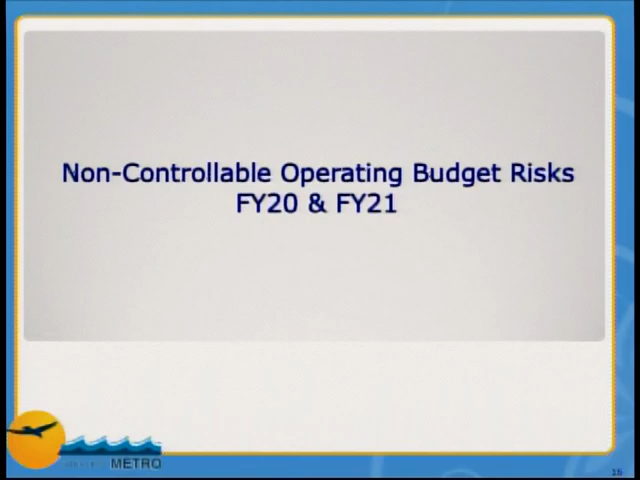 Non-Controllable Operating Budget Risks
FY20 & FY21
METRO
16